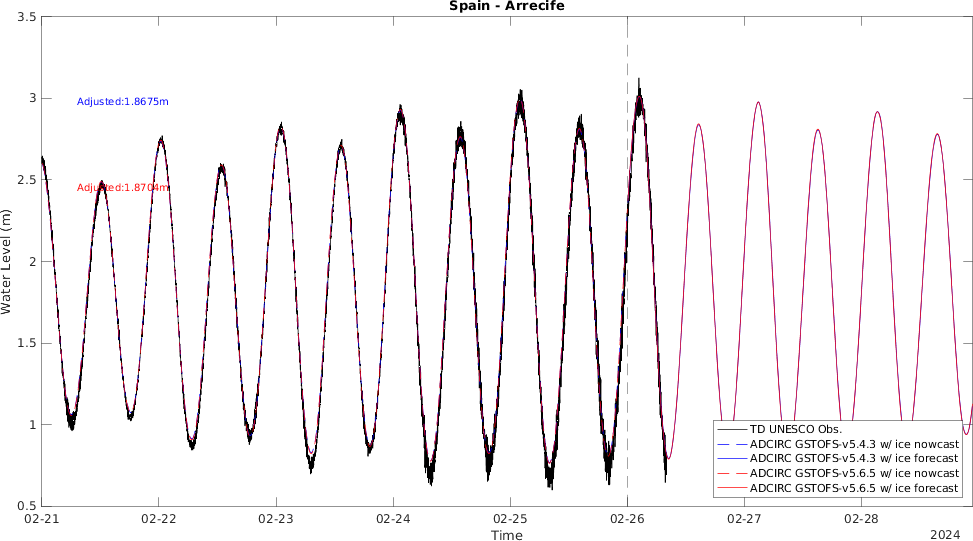 Spain - Arrecife
3.5
3
2.5
2
1.5
1
0.5
Water Level (m)
Adjusted:1.8675m
Adjusted:1.8704m
TD UNESCO Obs.
ADCIRC GSTOFS-v5.4.3 w/ ice nowcast
ADCIRC GSTOFS-v5.4.3 w/ ice forecast
ADCIRC GSTOFS-v5.6.5 w/ ice nowcast
ADCIRC GSTOFS-v5.6.5 w/ ice forecast
02-21 02-22 02-23 02-24 02-25 02-26 02-27 02-28
Time
2024